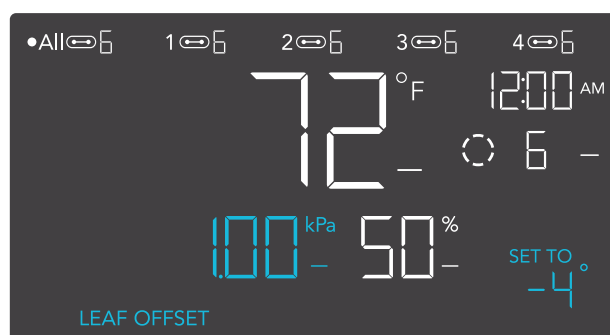 •All 6 1 6 2 6 3 6 4 6
72 °F – 12:00 AM
6 –
1.00 kPa – 50 % –
SET TO
-4°
LEAF OFFSET